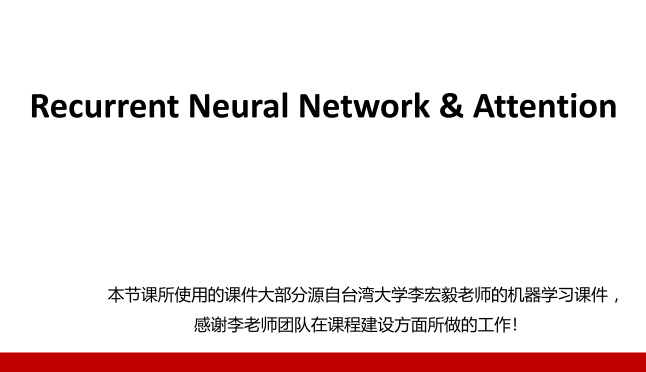 Recurrent Neural Network & Attention
本节课所使用的课件大部分源自台湾大学李宏毅老师的机器学习课件，
感谢李老师团队在课程建设方面所做的工作！